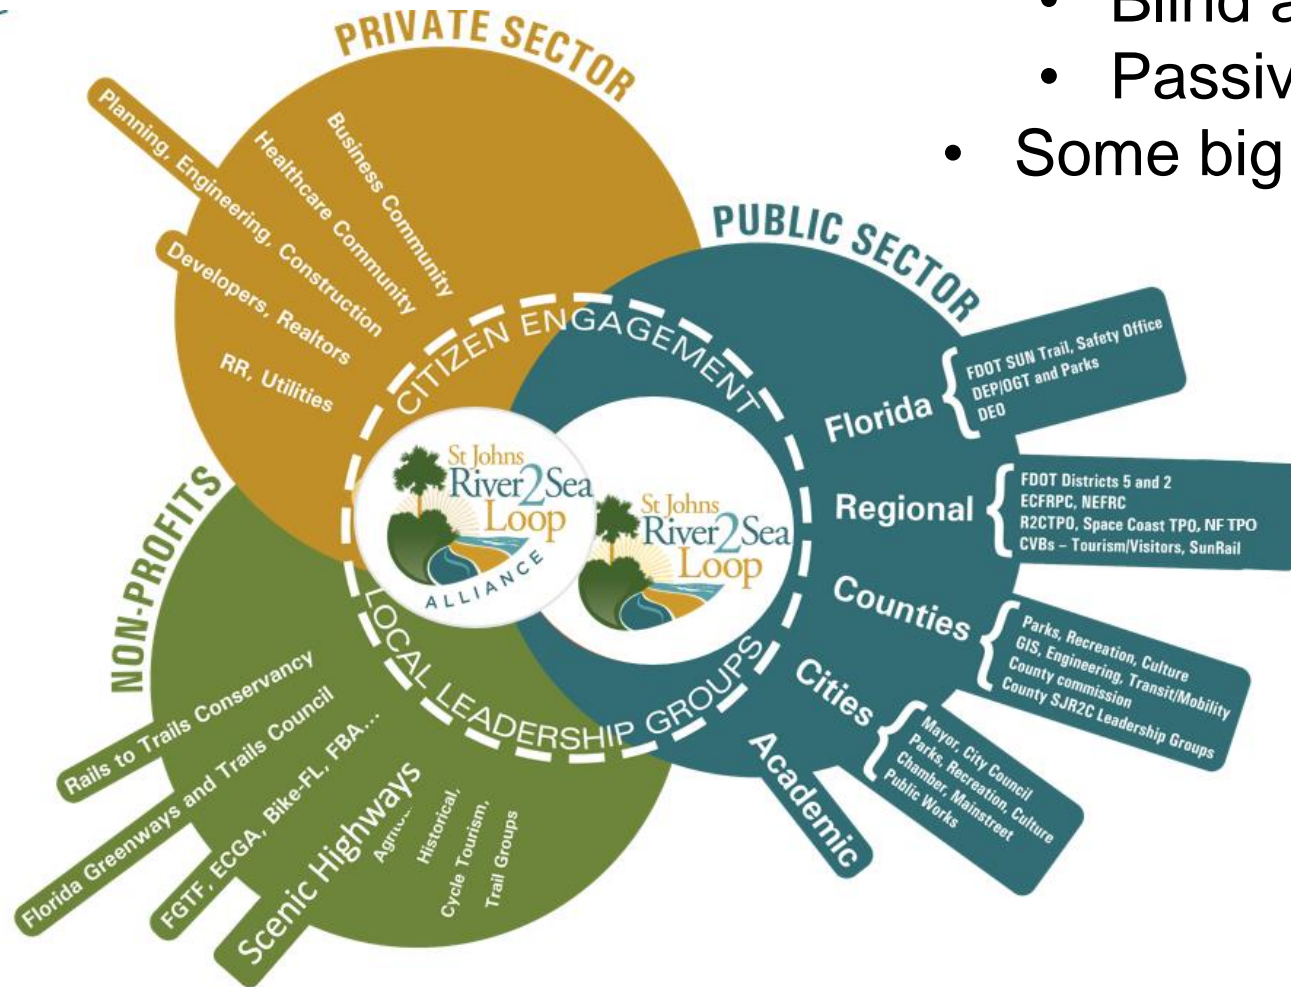 • Blind
• 
• Some big
PRIVATE SECTOR
Planning, Engineering, Construction
Healthcare Community
Business Community
Developers, Realtors
RR, Utilities
PUBLIC SECTOR
CITIZEN ENGAGEMENT
Florida
FDOT SUN Trail, Safety Office
DEP/OGT and Parks
DEO
St Johns
River2Sea
Loop
ALLIANCE
St Johns
River2Sea
Loop
Regional
FDOT Districts 5 and 2
ECFRPC, NEFRC
R2CTPO, Space Coast TPO, NF TPO
CVBs – Tourism/Visitors, SunRail
NON-PROFITS
LOCAL LEADERSHIP GROUPS
Counties
Parks, Recreation, Culture
GIS, Engineering, Transit/Mobility
County commission
County SJR2C Leadership Groups
Cities
Mayor, City Council
Parks, Recreation, Culture
Chamber, Mainstreet
Public Works
Academic
Rails to Trails Conservancy
Florida Greenways and Trails Council
FGTF, ECGA, Bike-FL, FBA...
Scenic Highways
Historical,
Cycle Tourism,
Trail Groups